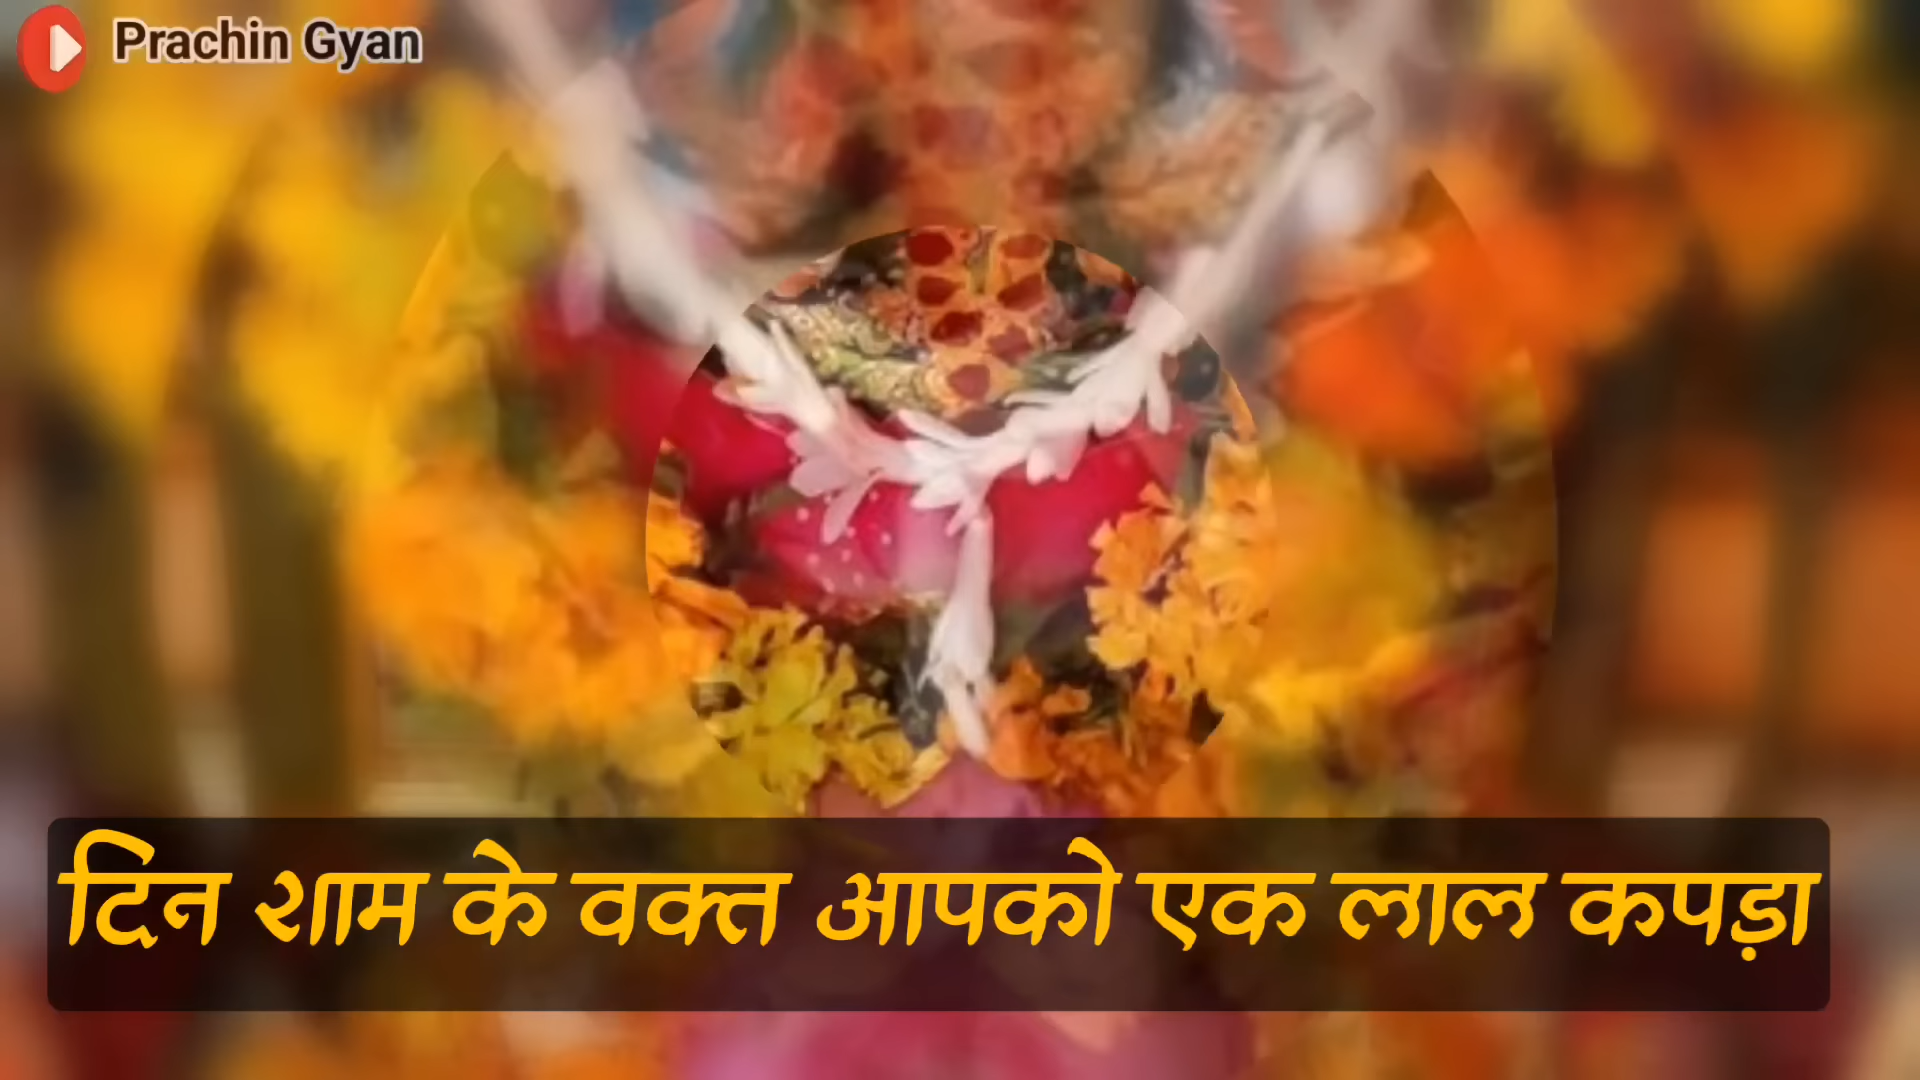 Prachin Gyan
दिन शाम के वक्त आपको एक लाल कपड़ा